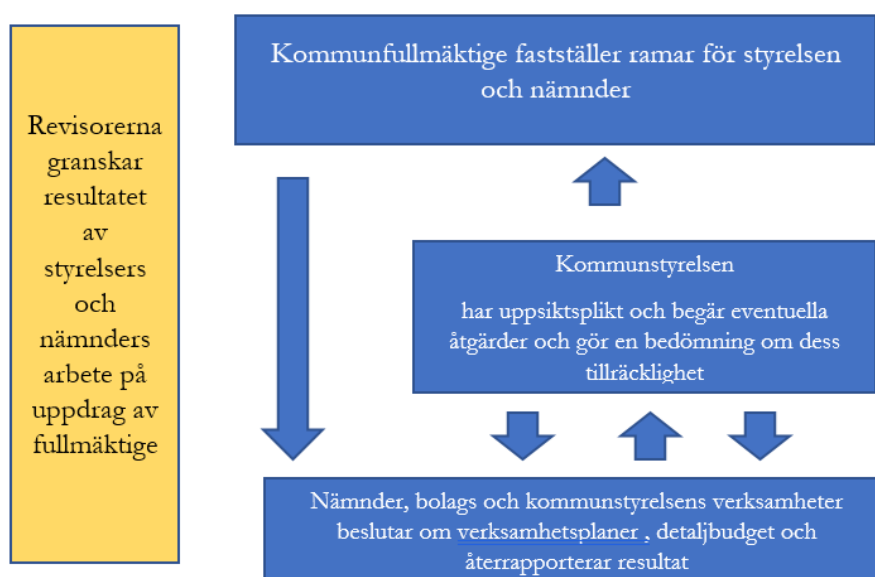 Revisorerna
granskar
resultatet
av
styrelsers
och
nämnders
arbete på
uppdrag av
fullmäktige
Kommunfullmäktige fastställer ramar för styrelsen
och nämnder
Kommunstyrelsen
har uppsiktsplikt och begär eventuella
åtgärder och gör en bedömning om dess
tillräcklighet
Nämnder, bolags och kommunstyrelsens verksamheter
beslutar om verksamhetsplaner , detaljbudget och
återrapporterar resultat